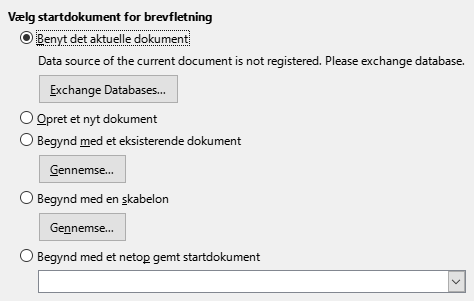 Vælg startdokument for brevfletning
Benyt det aktuelle dokument
Data source of the current document is not registered. Please exchange database.
Exchange Databases...
Opret et nyt dokument
Begynd med et eksisterende dokument
Gennemse...
Begynd med en skabelon
Gennemse...
Begynd med et netop gemt startdokument